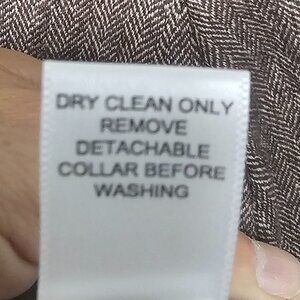 DRY CLEAN ONLY
REMOVE
DETACHABLE
COLLAR BEFORE
WASHING